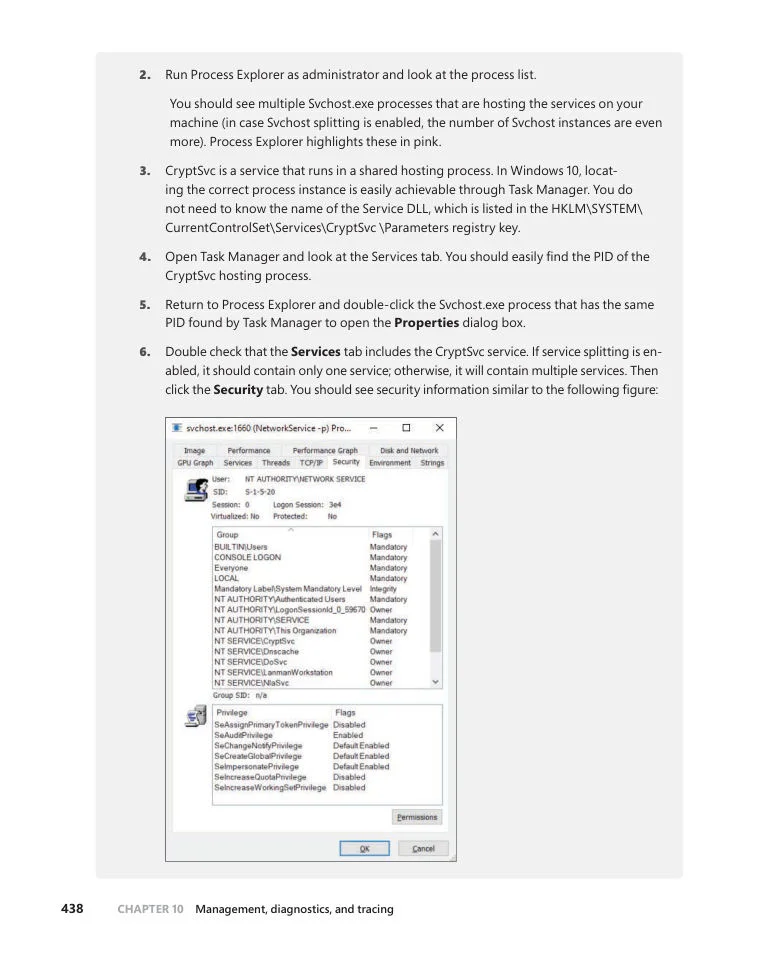 2. Run Process Explorer as administrator and look at the process list.
You should see multiple Svchost.exe processes that are hosting the services on your
machine (in case Svchost splitting is enabled, the number of Svchost instances are even
more). Process Explorer highlights these in pink.
3. CryptSvc is a service that runs in a shared hosting process. In Windows 10, locat-
ing the correct process instance is easily achievable through Task Manager. You do
not need to know the name of the Service DLL, which is listed in the HKLM\SYSTEM\
CurrentControlSet\Services\CryptSvc \Parameters registry key.
4. Open Task Manager and look at the Services tab. You should easily find the PID of the
CryptSvc hosting process.
5. Return to Process Explorer and double-click the Svchost.exe process that has the same
PID found by Task Manager to open the Properties dialog box.
6. Double check that the Services tab includes the CryptSvc service. If service splitting is en-
abled, it should contain only one service; otherwise, it will contain multiple services. Then
click the Security tab. You should see security information similar to the following figure:
svchost.exe:1660 (NetworkService -p) Pro...
Image Performance Performance Graph Disk and Network
GPU Graph Services Threads TCP/IP Security Environment Strings
User: NT AUTHORITY\NETWORK SERVICE
SID: S-1-5-20
Session: 0 Logon Session: 3e4
Virtualized: No Protected: No
Group Flags
BUILTIN\Users Mandatory
CONSOLE LOGON Mandatory
Everyone Mandatory
LOCAL Mandatory
Mandatory Label\System Mandatory Level Integrity
NT AUTHORITY\Authenticated Users Mandatory
NT AUTHORITY\LogonSessionId_0_59670 Owner
NT AUTHORITY\SERVICE Mandatory
NT AUTHORITY\This Organization Mandatory
NT SERVICE\CryptSvc Owner
NT SERVICE\Dnscache Owner
NT SERVICE\DoSvc Owner
NT SERVICE\LanmanWorkstation Owner
NT SERVICE\NlaSvc Owner
Group SID: n/a
Privilege Flags
SeAssignPrimaryTokenPrivilege Disabled
SeAuditPrivilege Enabled
SeChangeNotifyPrivilege Default Enabled
SeCreateGlobalPrivilege Default Enabled
SeImpersonatePrivilege Default Enabled
SeIncreaseQuotaPrivilege Disabled
SeIncreaseWorkingSetPrivilege Disabled
Permissions
OK Cancel
438 CHAPTER 10 Management, diagnostics, and tracing